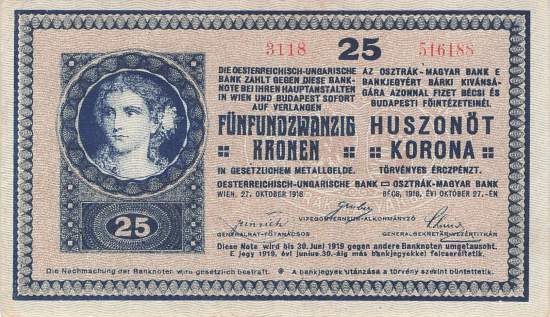 3118 25 516188
DIE OESTERREICHISCH-UNGARISCHE
BANK ZAHLT GEGEN DIESE BANK-
NOTE BEI IHREN HAUPTANSTALTEN
IN WIEN UND BUDAPEST SOFORT
AUF VERLANGEN
FÜNFUNDZWANZIG
KRONEN
IN GESETZLICHEM METALLGELDE.
OESTERREICHISCH-UNGARISCHE BANK
WIEN, 27. OKTOBER 1918
AZ OSZTRÁK-MAGYAR BANK E
BANKJEGYÉRT BÁRKI KIVÁNSÁ-
GÁRA AZONNAL FIZET BÉCSI ÉS
BUDAPESTI FŐINTÉZETEINÉL
HUSZONÖT
KORONA
TÖRVÉNYES ÉRCZPÉNZT.
OSZTRÁK-MAGYAR BANK
BÉCS, 1918. ÉVI OKTÓBER 27.-ÉN
VIZEGOUVERNEUR-ALKORMÁNYZÓ
GENERALRAT-FŐTANÁCSOS
GENERALSEKRETÄR-VEZÉRTITKÁR
25
Diese Note wird bis 30. Juni 1919 gegen andere Banknoten umgetauscht.
E jegy 1919. évi junius 30.-áig más bankjegyekkel felcseréltetik.
Die Nachmachung der Banknoten wird gesetzlich bestraft. A bankjegyek utánzása a törvény szerint büntettetik.